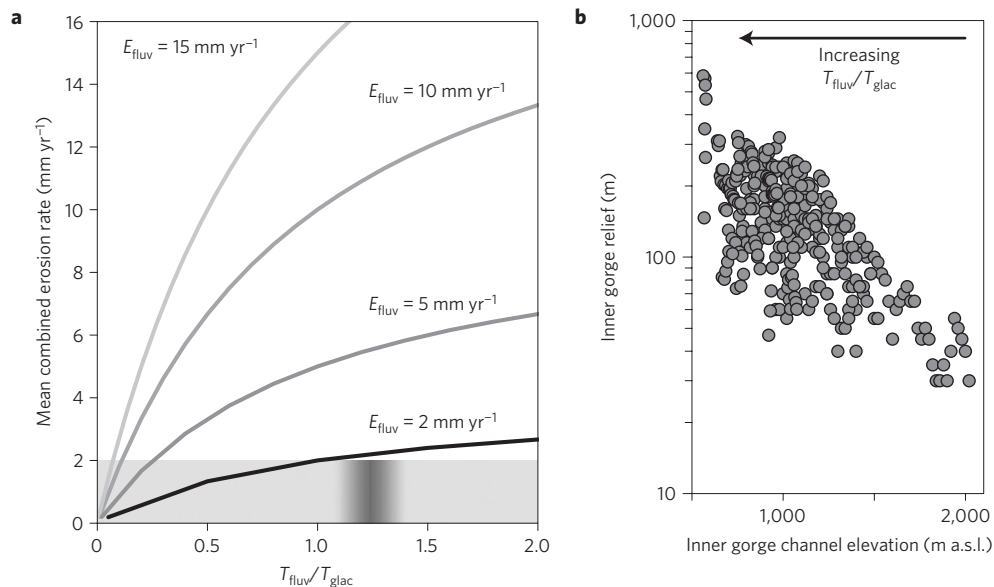 a
16
14
12
10
8
6
4
2
0
Mean combined erosion rate (mm yr⁻¹)
E_fluv = 15 mm yr⁻¹
E_fluv = 10 mm yr⁻¹
E_fluv = 5 mm yr⁻¹
E_fluv = 2 mm yr⁻¹
0 0.5 1.0 1.5 2.0
T_fluv/T_glac
b
1,000
100
10
Inner gorge relief (m)
Increasing
T_fluv/T_glac
1,000 2,000
Inner gorge channel elevation (m a.s.l.)